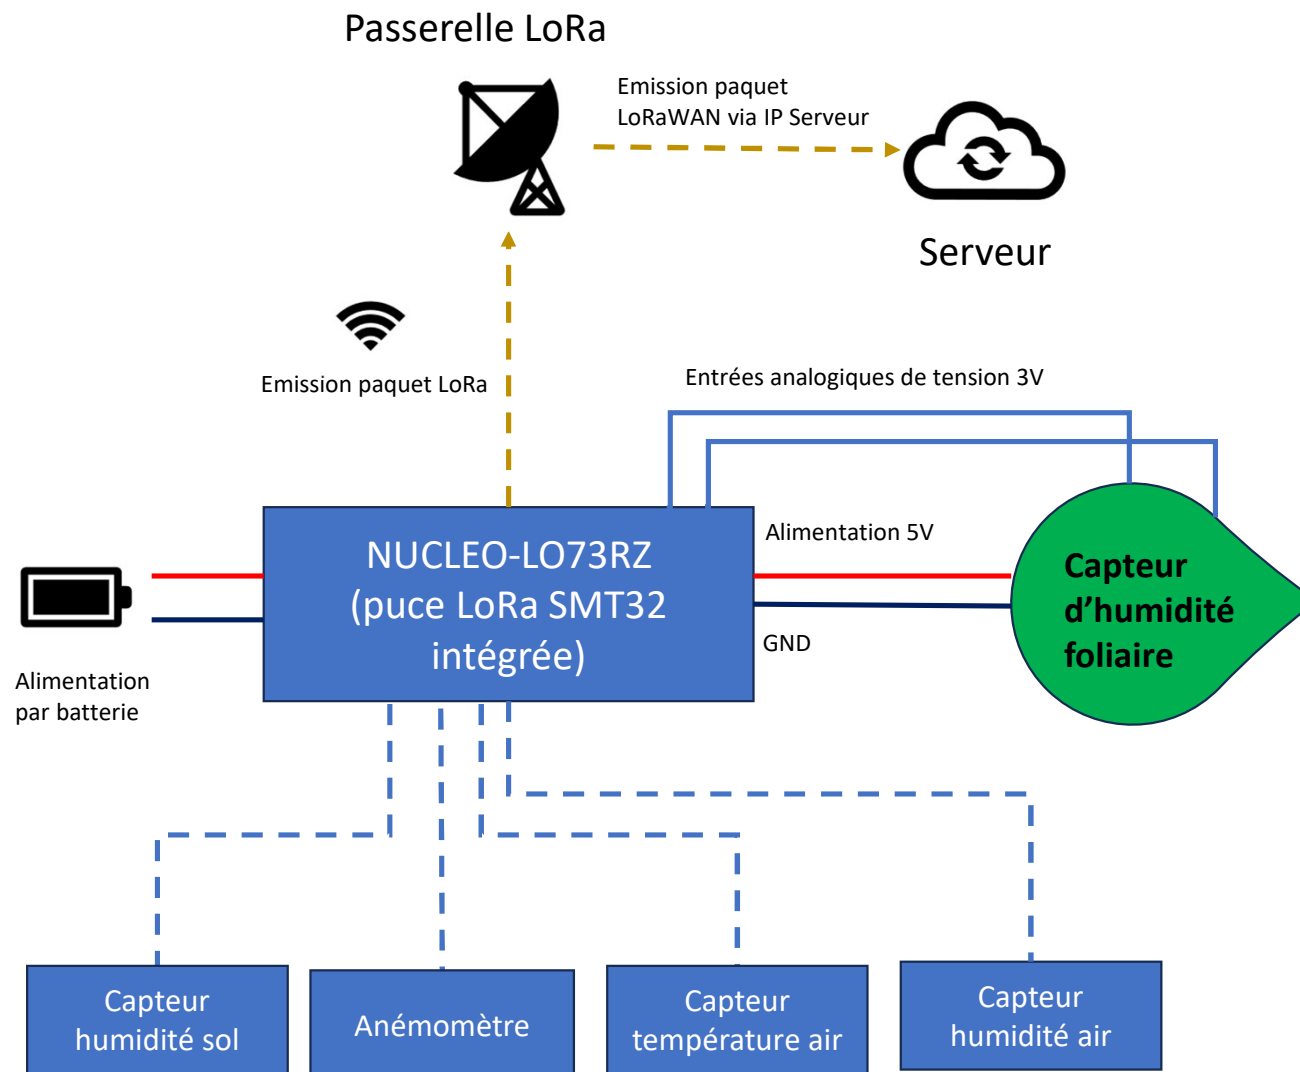 Passerelle LoRa
Emission paquet
LoRaWAN via IP Serveur
Serveur
Emission paquet LoRa
Entrées analogiques de tension 3V
NUCLEO-LO73RZ
(puce LoRa SMT32
intégrée)
Alimentation 5V
GND
Capteur
d’humidité
foliaire
Alimentation
par batterie
Capteur
humidité sol
Anémomètre
Capteur
température air
Capteur
humidité air